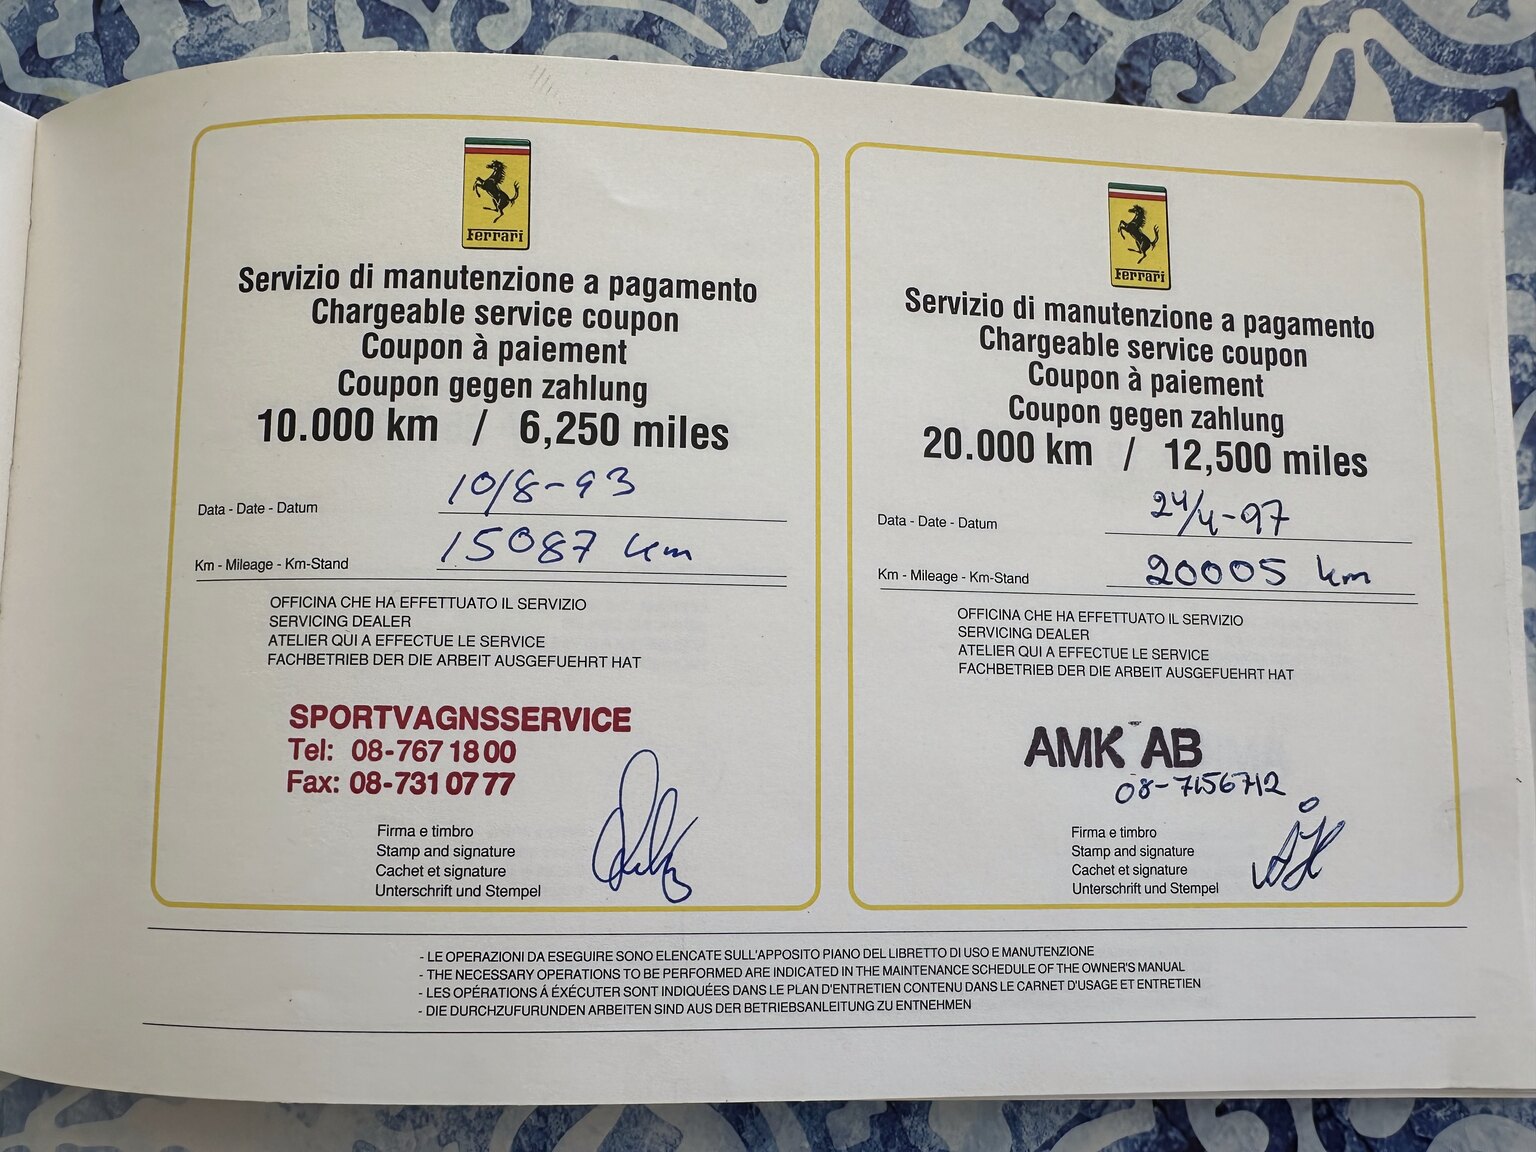 Ferrari
Servizio di manutenzione a pagamento
Chargeable service coupon
Coupon à paiement
Coupon gegen zahlung
10.000 km / 6,250 miles
Data - Date - Datum 10/8-93
Km - Mileage - Km-Stand 15087 km
OFFICINA CHE HA EFFETTUATO IL SERVIZIO
SERVICING DEALER
ATELIER QUI A EFFECTUE LE SERVICE
FACHBETRIEB DER DIE ARBEIT AUSGEFUEHRT HAT
SPORTVAGNSSERVICE
Tel: 08-767 18 00
Fax: 08-731 07 77
Firma e timbro
Stamp and signature
Cachet et signature
Unterschrift und Stempel
Ferrari
Servizio di manutenzione a pagamento
Chargeable service coupon
Coupon à paiement
Coupon gegen zahlung
20.000 km / 12,500 miles
Data - Date - Datum 24/4-97
Km - Mileage - Km-Stand 20005 km
OFFICINA CHE HA EFFETTUATO IL SERVIZIO
SERVICING DEALER
ATELIER QUI A EFFECTUE LE SERVICE
FACHBETRIEB DER DIE ARBEIT AUSGEFUEHRT HAT
AMK AB
08-7156712
Firma e timbro
Stamp and signature
Cachet et signature
Unterschrift und Stempel
- LE OPERAZIONI DA ESEGUIRE SONO ELENCATE SULL'APPOSITO PIANO DEL LIBRETTO DI USO E MANUTENZIONE
- THE NECESSARY OPERATIONS TO BE PERFORMED ARE INDICATED IN THE MAINTENANCE SCHEDULE OF THE OWNER'S MANUAL
- LES OPÉRATIONS Á ÉXÉCUTER SONT INDIQUÉES DANS LE PLAN D'ENTRETIEN CONTENU DANS LE CARNET D'USAGE ET ENTRETIEN
- DIE DURCHZUFURUNDEN ARBEITEN SIND AUS DER BETRIEBSANLEITUNG ZU ENTNEHMEN